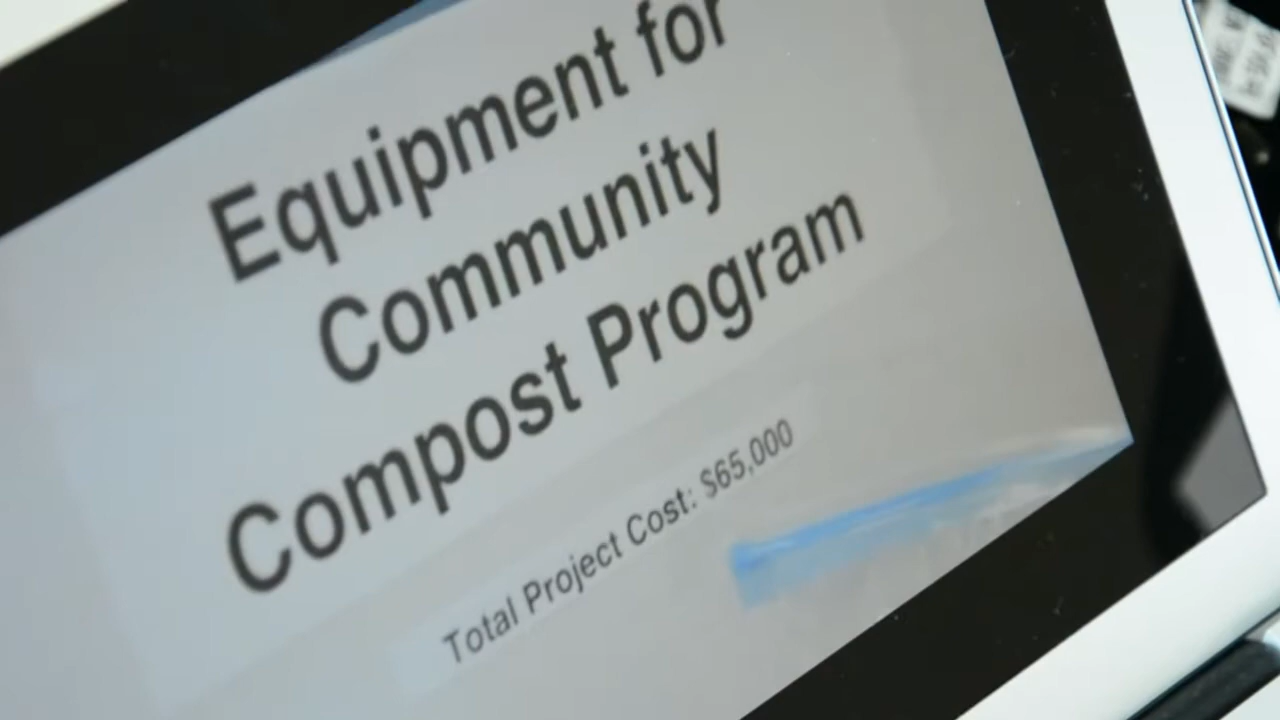 Equipment for
Community
Compost Program
Total Project Cost: $65,000